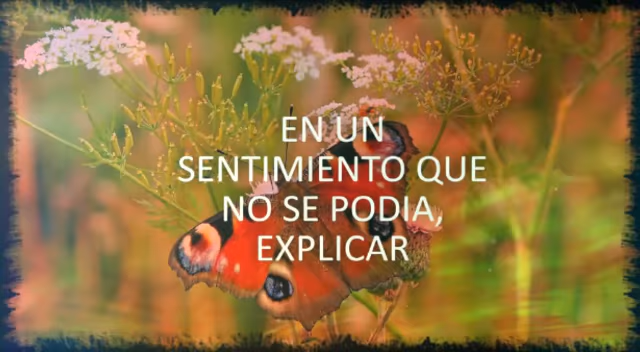 EN UN
SENTIMIENTO QUE
NO SE PODIA,
EXPLICAR